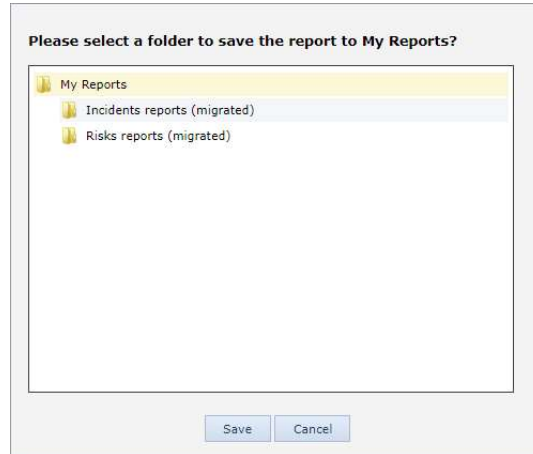 Please select a folder to save the report to My Reports?
My Reports
Incidents reports (migrated)
Risks reports (migrated)
Save
Cancel